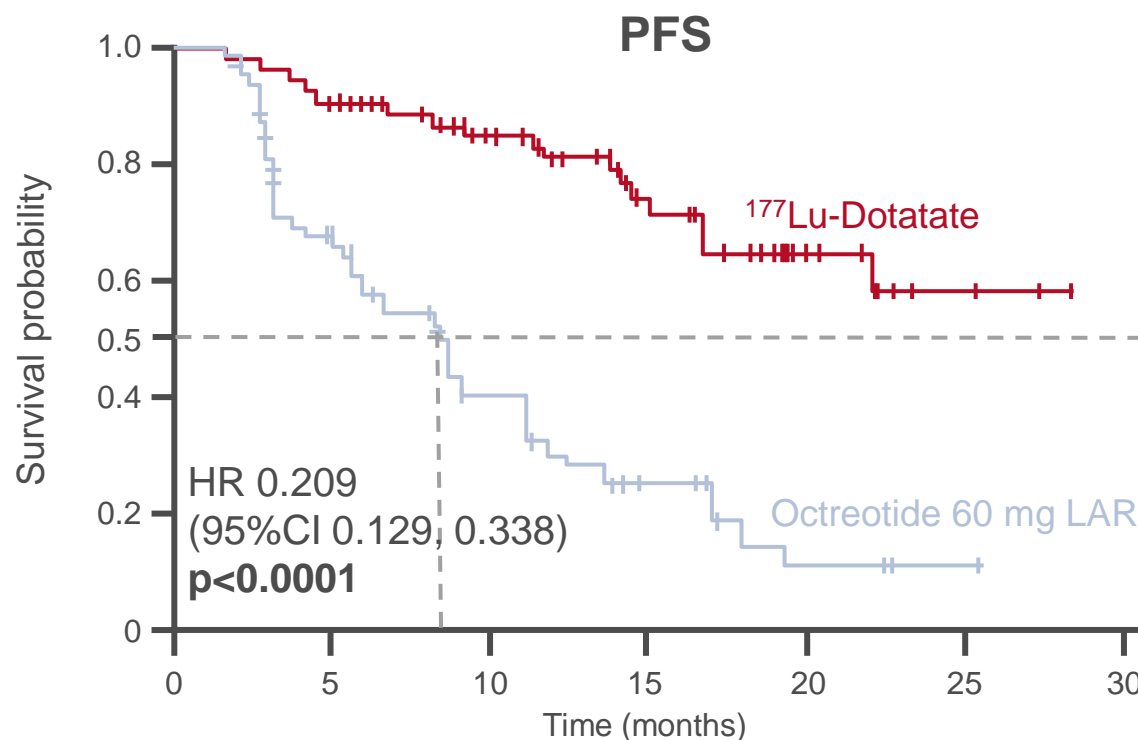 PFS
1.0
0.8
0.6
0.5
0.4
0.2
0
Survival probability
¹⁷⁷Lu-Dotatate
Octreotide 60 mg LAR
HR 0.209
(95%CI 0.129, 0.338)
p<0.0001
0 5 10 15 20 25 30
Time (months)